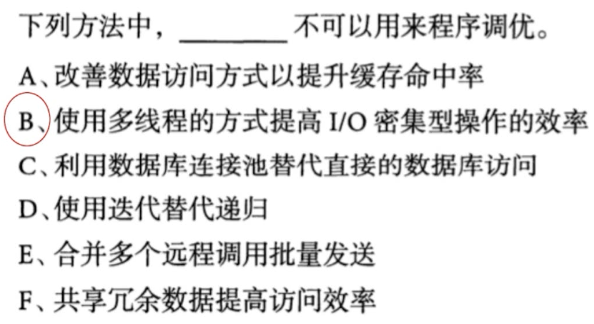 下列方法中，________不可以用来程序调优。
A、改善数据访问方式以提升缓存命中率
B、使用多线程的方式提高 I/O 密集型操作的效率
C、利用数据库连接池替代直接的数据库访问
D、使用迭代替代递归
E、合并多个远程调用批量发送
F、共享冗余数据提高访问效率